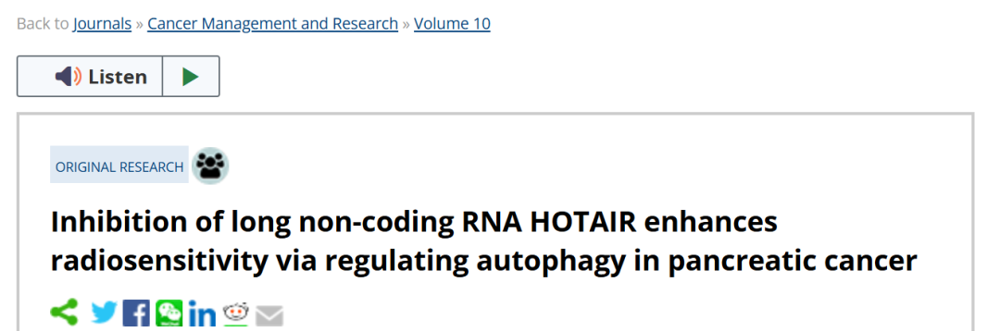 Back to Journals » Cancer Management and Research » Volume 10
Listen
ORIGINAL RESEARCH
Inhibition of long non-coding RNA HOTAIR enhances
radiosensitivity via regulating autophagy in pancreatic cancer